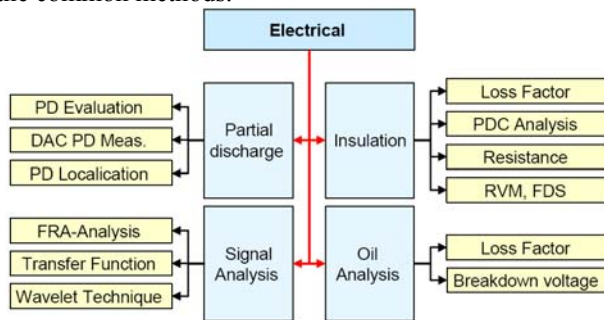 the common methods.
Electrical
PD Evaluation
DAC PD Meas.
PD Localication
Partial
discharge
Insulation
Loss Factor
PDC Analysis
Resistance
RVM, FDS
FRA-Analysis
Transfer Function
Wavelet Technique
Signal
Analysis
Oil
Analysis
Loss Factor
Breakdown voltage